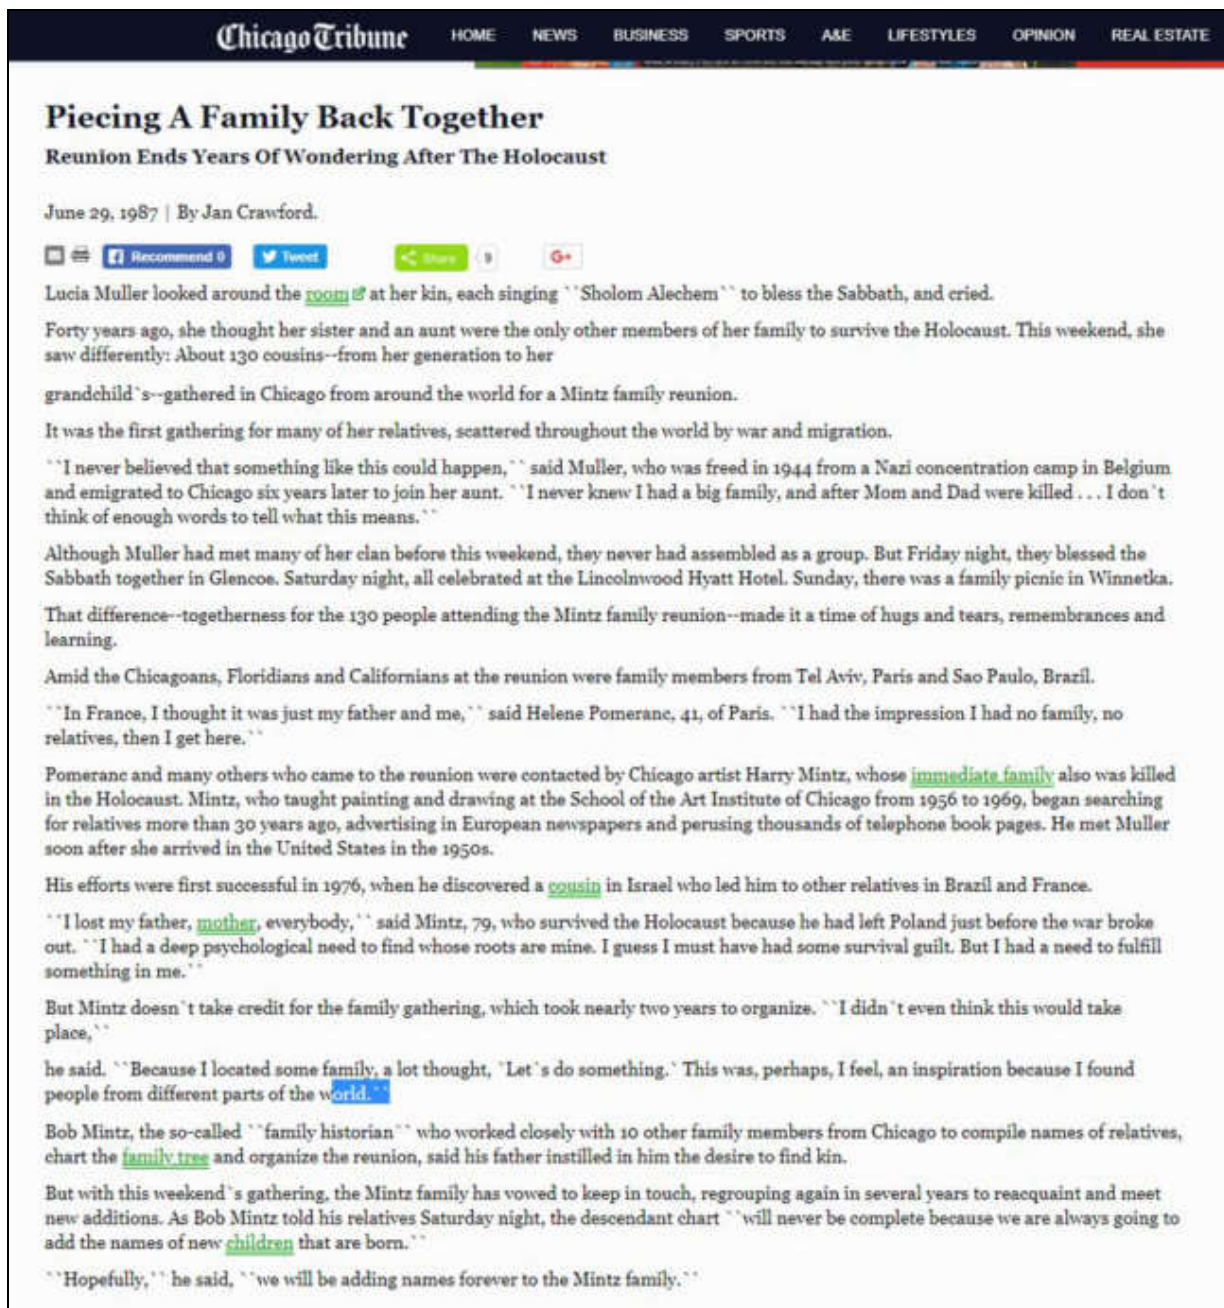 Chicago Tribune HOME NEWS BUSINESS SPORTS A&E LIFESTYLES OPINION REAL ESTATE
Piecing A Family Back Together
Reunion Ends Years Of Wondering After The Holocaust
June 29, 1987 | By Jan Crawford.
Recommend 0 Tweet Share 9 G+
Lucia Muller looked around the room at her kin, each singing ``Sholom Alechem`` to bless the Sabbath, and cried.
Forty years ago, she thought her sister and an aunt were the only other members of her family to survive the Holocaust. This weekend, she
saw differently: About 130 cousins--from her generation to her
grandchild`s--gathered in Chicago from around the world for a Mintz family reunion.
It was the first gathering for many of her relatives, scattered throughout the world by war and migration.
``I never believed that something like this could happen,`` said Muller, who was freed in 1944 from a Nazi concentration camp in Belgium
and emigrated to Chicago six years later to join her aunt. ``I never knew I had a big family, and after Mom and Dad were killed . . . I don`t
think of enough words to tell what this means.``
Although Muller had met many of her clan before this weekend, they never had assembled as a group. But Friday night, they blessed the
Sabbath together in Glencoe. Saturday night, all celebrated at the Lincolnwood Hyatt Hotel. Sunday, there was a family picnic in Winnetka.
That difference--togetherness for the 130 people attending the Mintz family reunion--made it a time of hugs and tears, remembrances and
learning.
Amid the Chicagoans, Floridians and Californians at the reunion were family members from Tel Aviv, Paris and Sao Paulo, Brazil.
``In France, I thought it was just my father and me,`` said Helene Pomeranc, 41, of Paris. ``I had the impression I had no family, no
relatives, then I get here.``
Pomeranc and many others who came to the reunion were contacted by Chicago artist Harry Mintz, whose immediate family also was killed
in the Holocaust. Mintz, who taught painting and drawing at the School of the Art Institute of Chicago from 1956 to 1969, began searching
for relatives more than 30 years ago, advertising in European newspapers and perusing thousands of telephone book pages. He met Muller
soon after she arrived in the United States in the 1950s.
His efforts were first successful in 1976, when he discovered a cousin in Israel who led him to other relatives in Brazil and France.
``I lost my father, mother, everybody,`` said Mintz, 79, who survived the Holocaust because he had left Poland just before the war broke
out. ``I had a deep psychological need to find whose roots are mine. I guess I must have had some survival guilt. But I had a need to fulfill
something in me.``
But Mintz doesn`t take credit for the family gathering, which took nearly two years to organize. ``I didn`t even think this would take
place,``
he said. ``Because I located some family, a lot thought, `Let`s do something.` This was, perhaps, I feel, an inspiration because I found
people from different parts of the world.``
Bob Mintz, the so-called ``family historian`` who worked closely with 10 other family members from Chicago to compile names of relatives,
chart the family tree and organize the reunion, said his father instilled in him the desire to find kin.
But with this weekend`s gathering, the Mintz family has vowed to keep in touch, regrouping again in several years to reacquaint and meet
new additions. As Bob Mintz told his relatives Saturday night, the descendant chart ``will never be complete because we are always going to
add the names of new children that are born.``
``Hopefully,`` he said, ``we will be adding names forever to the Mintz family.``